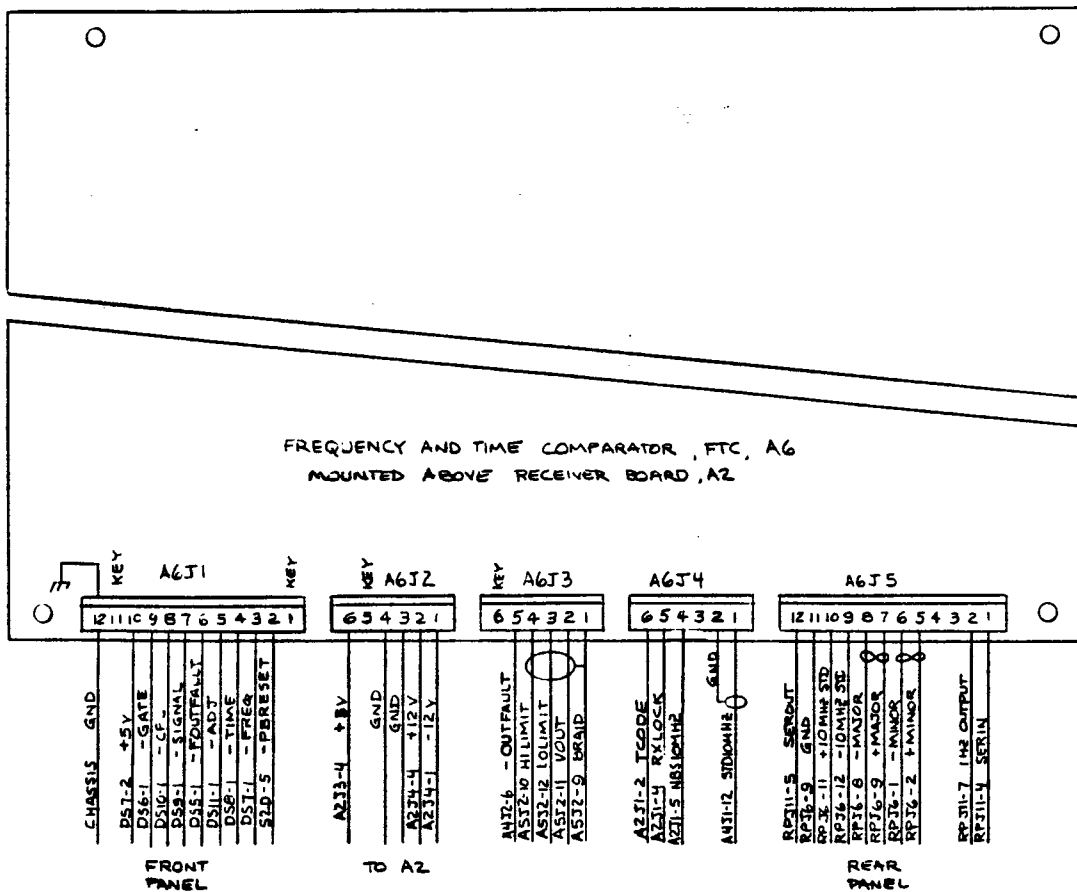 FREQUENCY AND TIME COMPARATOR, FTC, A6
MOUNTED ABOVE RECEIVER BOARD, A2
KEY
A6J1
KEY
KEY
A6J2
KEY
A6J3
A6J4
A6J5
12 11 10 9 8 7 6 5 4 3 2 1
6 5 4 3 2 1
6 5 4 3 2 1
6 5 4 3 2 1
12 11 10 9 8 7 6 5 4 3 2 1
CHASSIS GND
DS7-2 +5V
DS6-1 -GATE
DS10-1 -CF-
DS9-1 -SIGNAL
DS5-1 -FOUTFALLT
DS11-1 -ADJ
DS8-1 -TIME
DS7-1 -FREQ
S2D-5 -PBRESET
A2J3-4
GND
GND
A2J4-4 +12V
A2J4-1 -12V
A4J2-6 -OUTFAULT
A5J2-10 HILIMIT
A5J2-12 LOLIMIT
A5J2-11 VOUT
A5J2-9 BRAID
A2J1-2 TCODE
A2J1-4 RXLOCK
A2J1-5 NBS10MHZ
GND
A4J1-12 STD10MHZ
RPJ11-5 SEROUT
RPJ6-9 GND
RPJ6-11 +10MHZ STD
RPJ6-12 -10MHZ STD
RPJ6-8 -MAJOR
RPJ6-9 +MAJOR
RPJ6-1 -MINOR
RPJ6-2 +MINOR
RPJ11-7 1HZ OUTPUT
RPJ11-4 SERIN
FRONT
PANEL
TO A2
REAR
PANEL